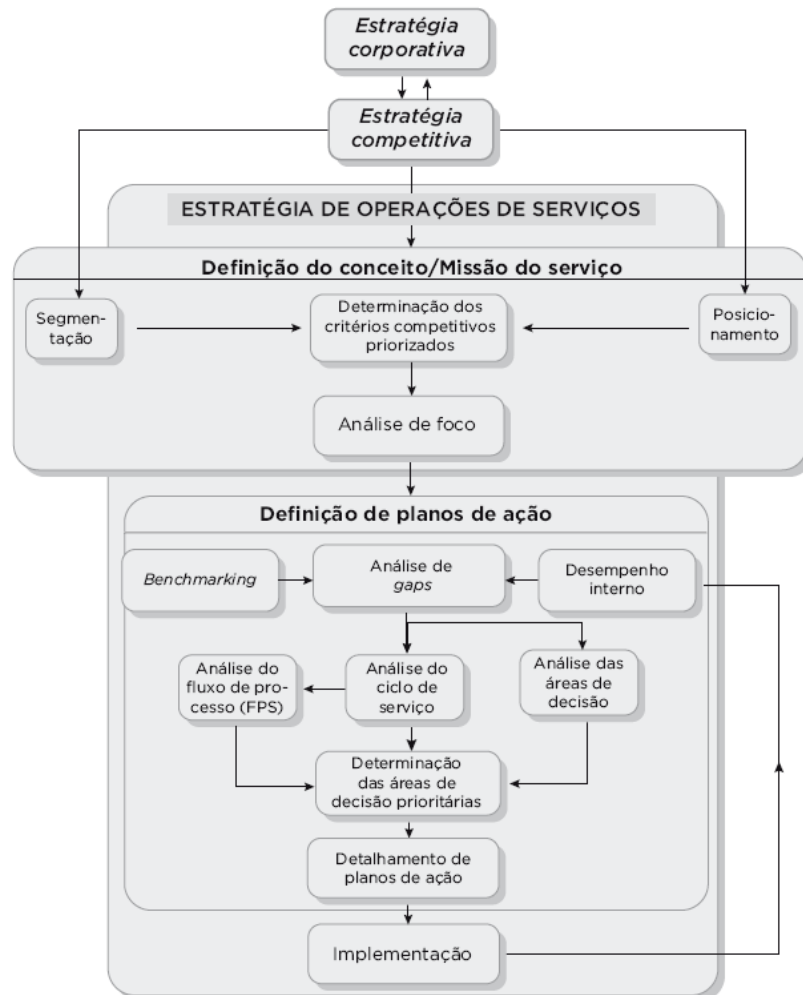 Estratégia
corporativa
Estratégia
competitiva
ESTRATÉGIA DE OPERAÇÕES DE SERVIÇOS
Definição do conceito/Missão do serviço
Segmen-
tação
Determinação dos
critérios competitivos
priorizados
Posicio-
namento
Análise de foco
Definição de planos de ação
Benchmarking
Análise de
gaps
Desempenho
interno
Análise do
fluxo de pro-
cesso (FPS)
Análise do
ciclo de
serviço
Análise das
áreas de
decisão
Determinação
das áreas de
decisão prioritárias
Detalhamento de
planos de ação
Implementação